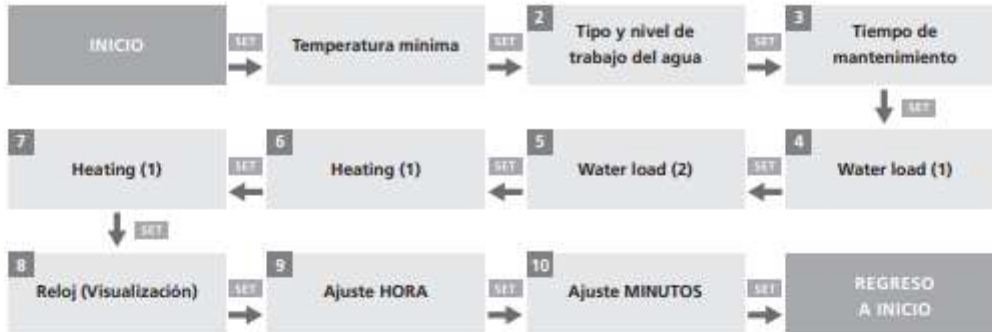 INICIO
SET
Temperatura mínima
SET
2
Tipo y nivel de
trabajo del agua
SET
3
Tiempo de
mantenimiento
SET
4
Water load (1)
SET
5
Water load (2)
SET
6
Heating (1)
SET
7
Heating (1)
SET
8
Reloj (Visualización)
SET
9
Ajuste HORA
SET
10
Ajuste MINUTOS
SET
REGRESO
A INICIO